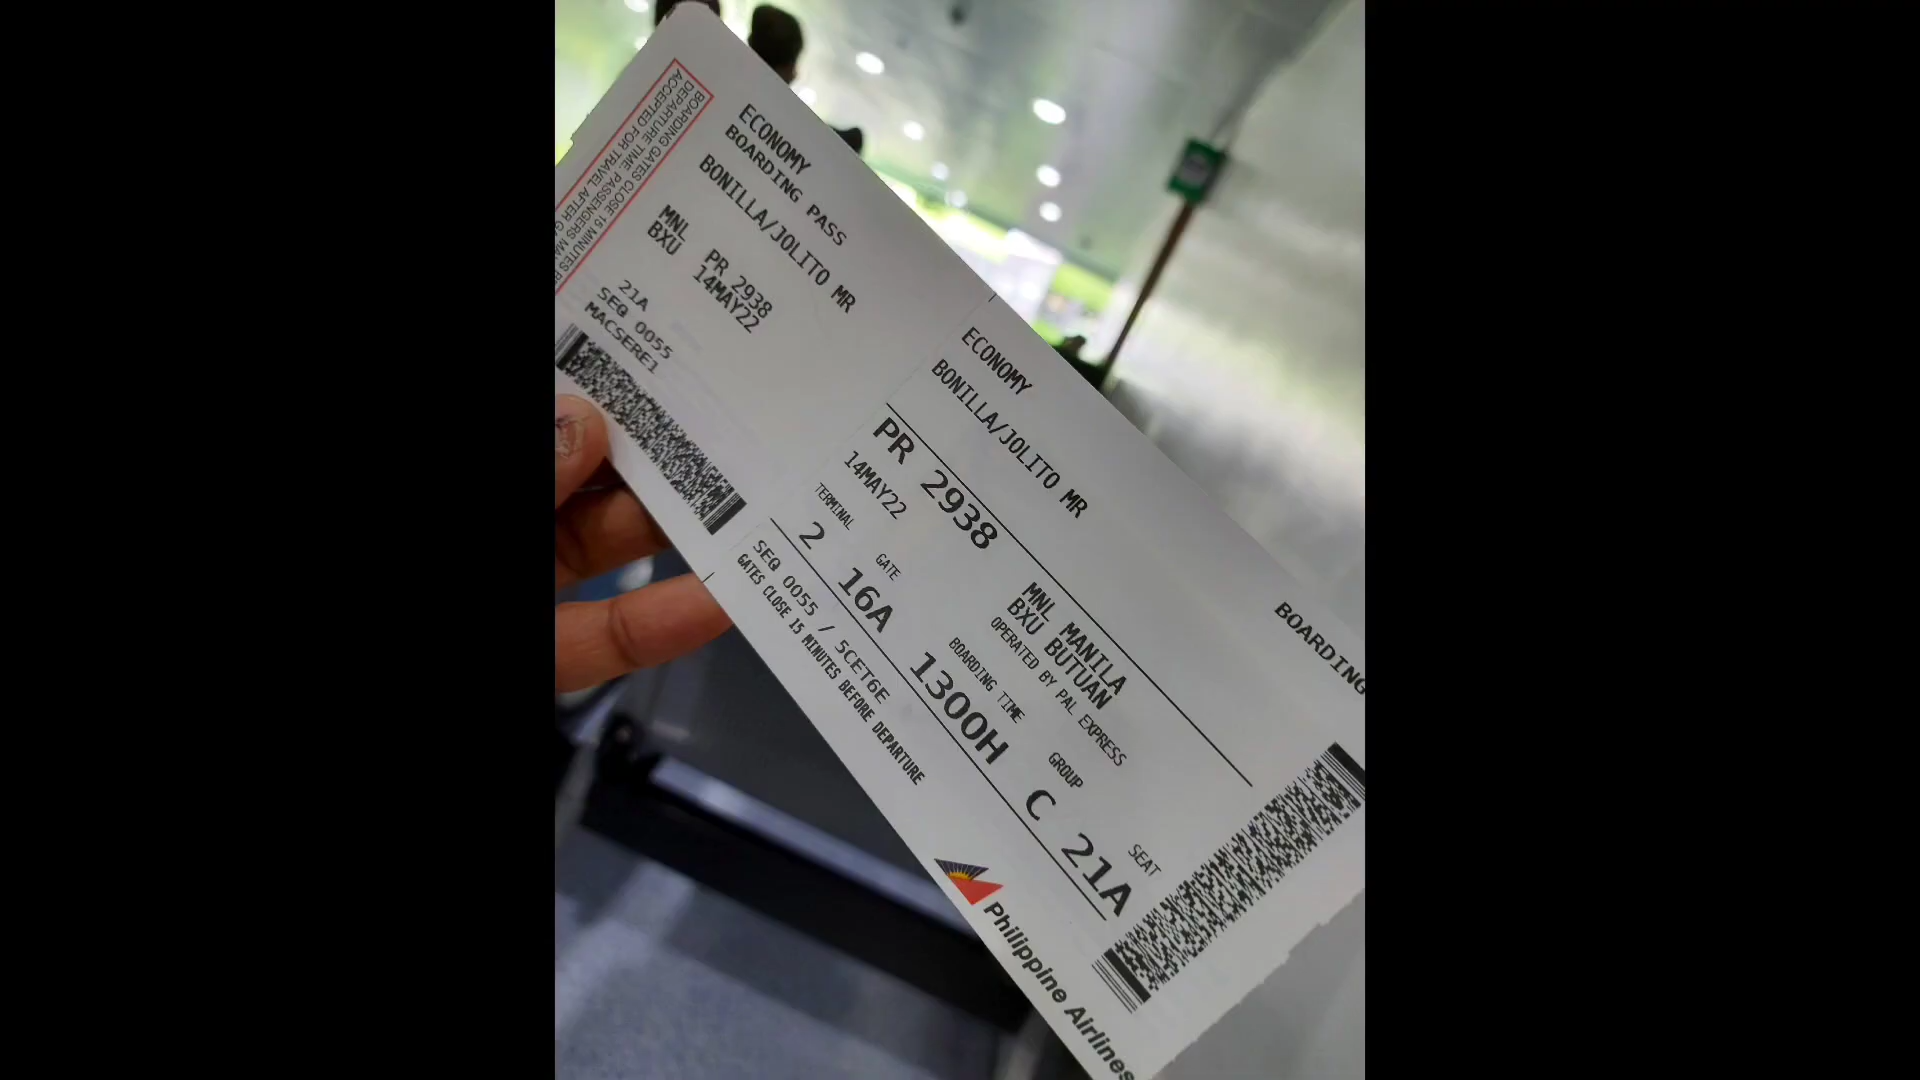 BOARDING GATES CLOSE 15 MINUTES
DEPARTURE TIME. PASSENGERS
ACCEPTED FOR TRAVEL AFTER
ECONOMY
BOARDING PASS
BONILLA/JOLITO MR
MNL PR 2938
BXU 14MAY22
21A
SEQ 0055
MACSERE1
ECONOMY
BOARDING
BONILLA/JOLITO MR
PR 2938
14MAY22
MNL MANILA
BXU BUTUAN
OPERATED BY PAL EXPRESS
TERMINAL GATE BOARDING TIME GROUP SEAT
2 16A 1300H C 21A
SEQ 0055 / 5CET6E
GATES CLOSE 15 MINUTES BEFORE DEPARTURE
Philippine Airlines